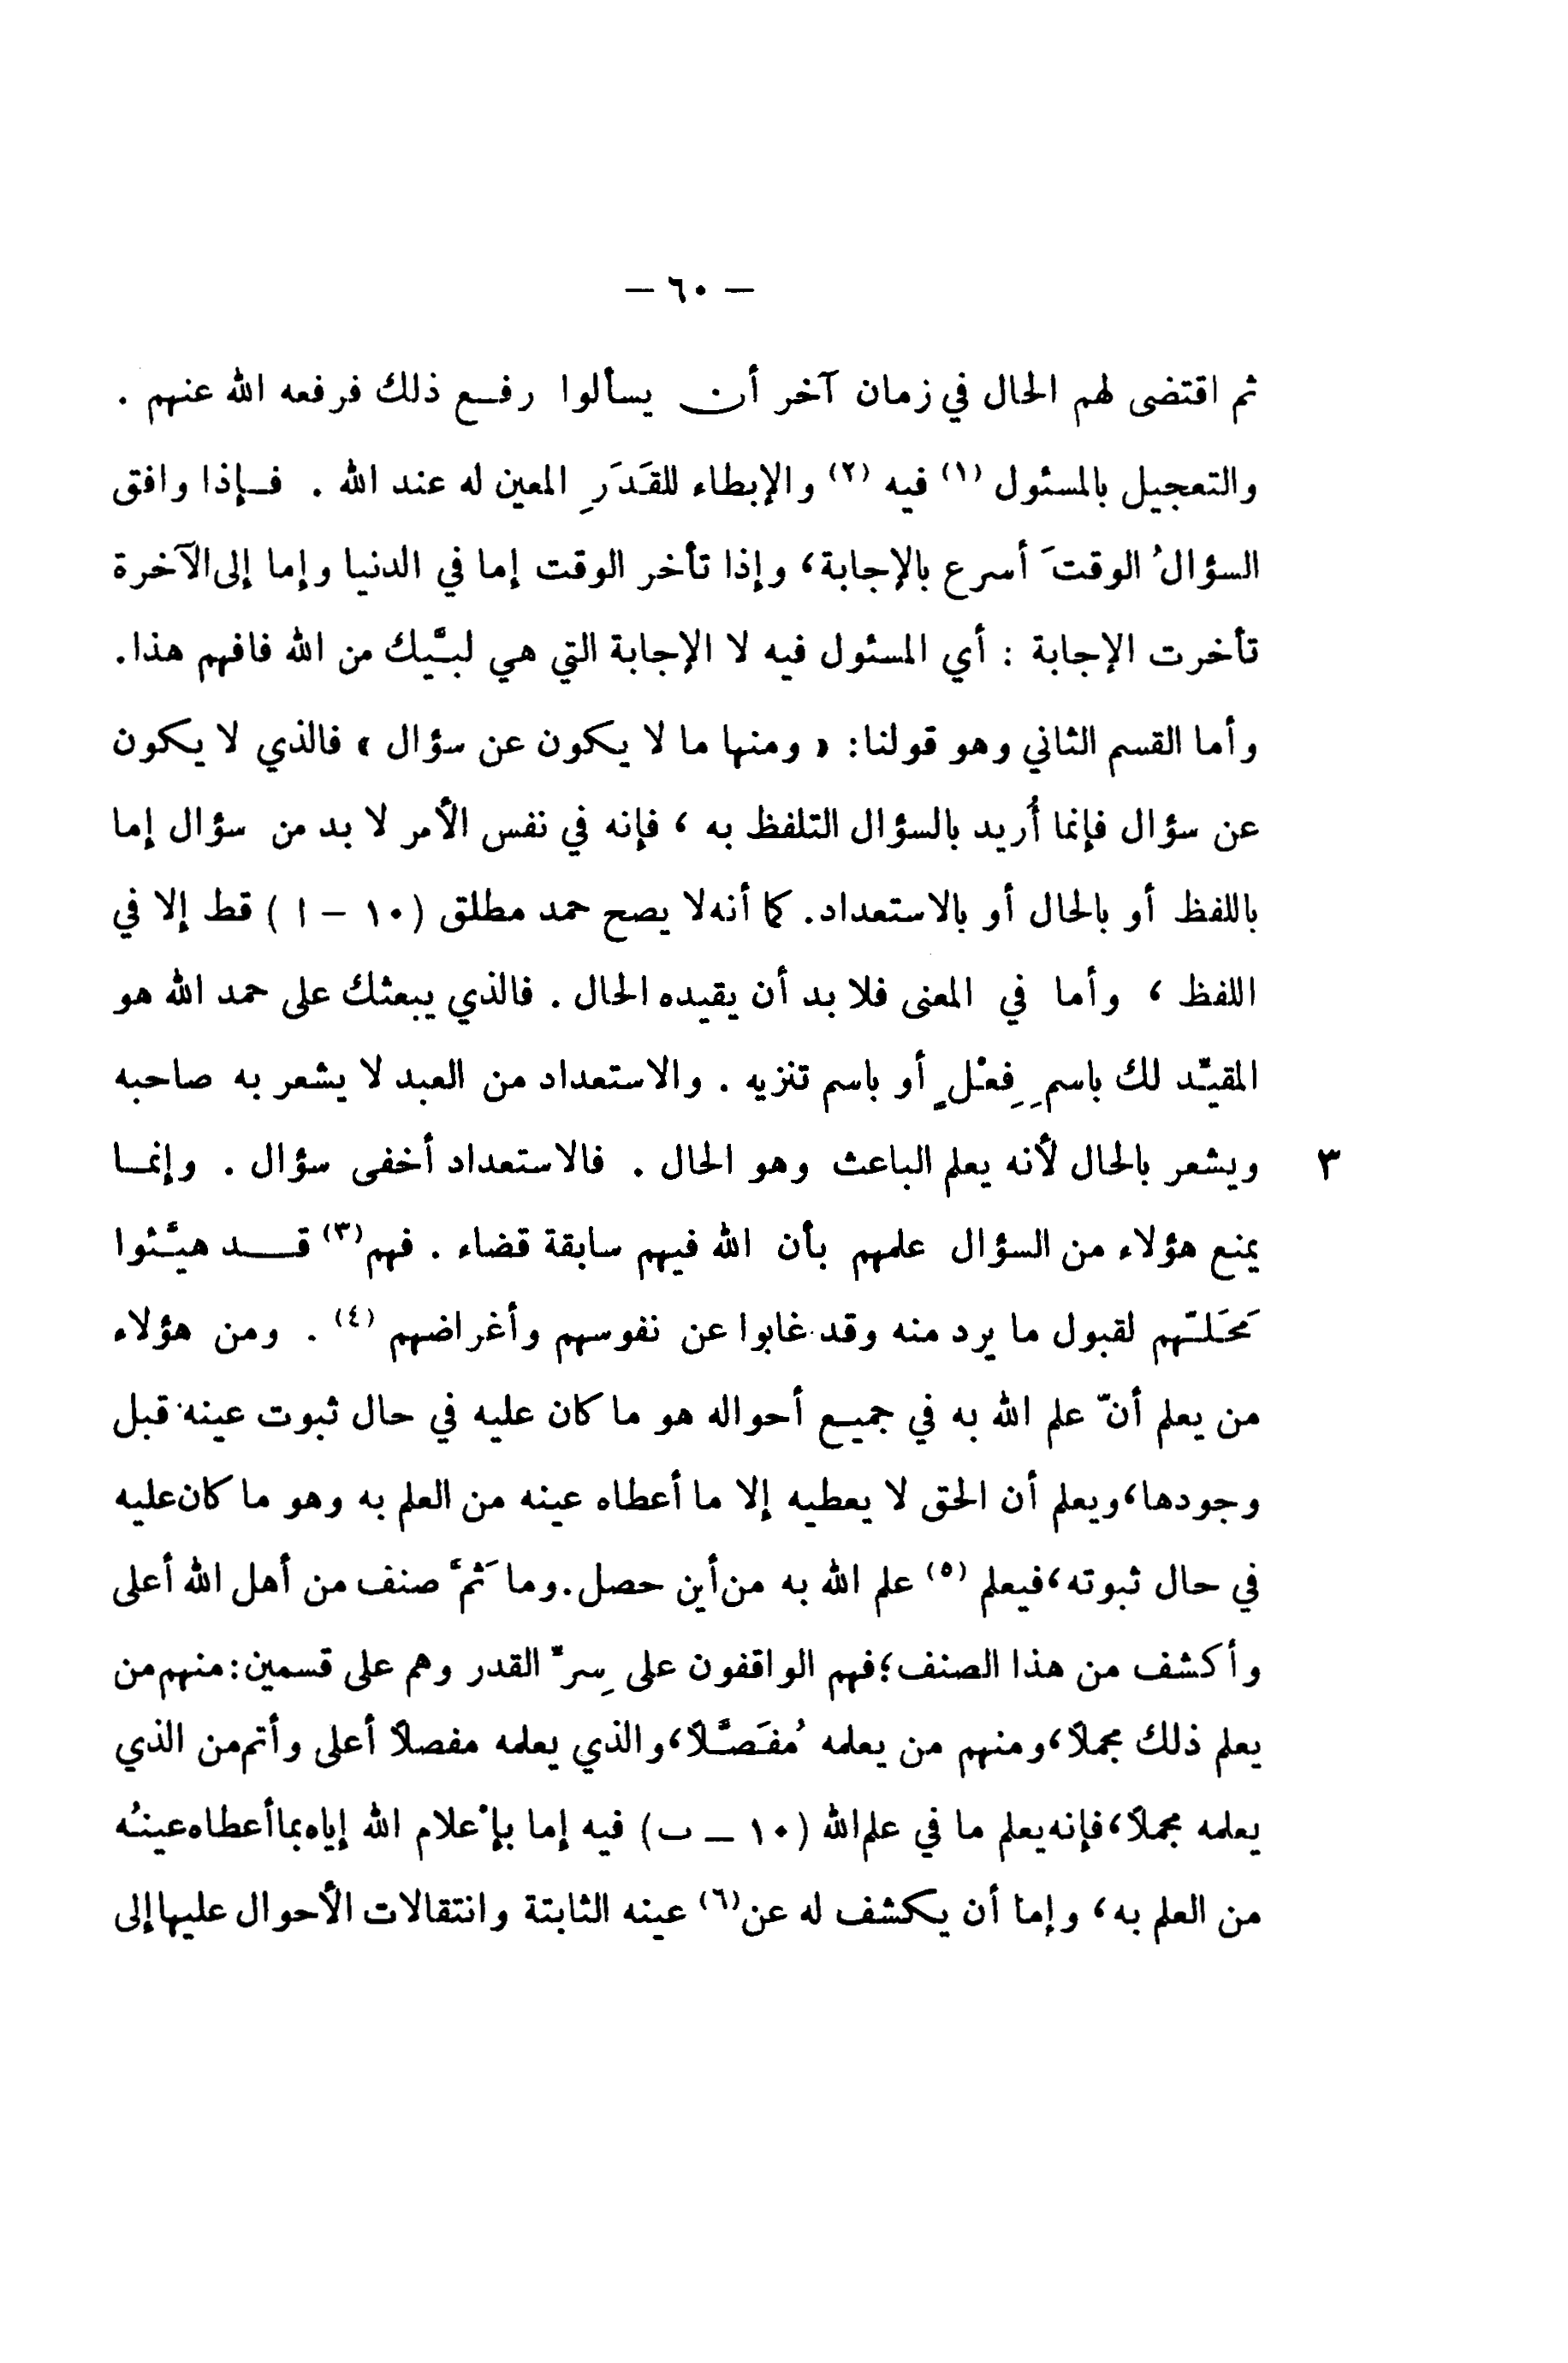 – ٦٠ –
ثم اقتضى لهم الحال في زمان آخر أن يسألوا رفع ذلك فرفعه الله عنهم .
والتعجيل بالمسئول (١) فيه (٢) والإبطاء للقَدَرِ المعين له عند الله . فإذا وافق
السؤالُ الوقتَ أسرع بالإجابة، وإذا تأخر الوقت إما في الدنيا وإما إلى الآخرة
تأخرت الإجابة : أي المسئول فيه لا الإجابة التي هي لبَّيك من الله فافهم هذا.
وأما القسم الثاني وهو قولنا: « ومنها ما لا يكون عن سؤال » فالذي لا يكون
عن سؤال فإنما أُريد بالسؤال التلفظ به ، فإنه في نفس الأمر لا بد من سؤال إما
باللفظ أو بالحال أو بالاستعداد. كما أنه لا يصح حمد مطلق (١٠ – ا ) قط إلا في
اللفظ ، وأما في المعنى فلا بد أن يقيده الحال . فالذي يبعثك على حمد الله هو
المقيِّد لك باسمِ فِعْلٍ أو باسم تنزيه . والاستعداد من العبد لا يشعر به صاحبه
٣ ويشعر بالحال لأنه يعلم الباعث وهو الحال . فالاستعداد أخفى سؤال . وإنما
يمنع هؤلاء من السؤال علمهم بأن الله فيهم سابقة قضاء . فهم (٣) قد هيَّئوا
مَحَلَّهم لقبول ما يرد منه وقد غابوا عن نفوسهم وأغراضهم (٤) . ومن هؤلاء
من يعلم أنّ علم الله به في جميع أحواله هو ما كان عليه في حال ثبوت عينه قبل
وجودها، ويعلم أن الحق لا يعطيه إلا ما أعطاه عينه من العلم به وهو ما كان عليه
في حال ثبوته، فيعلم (٥) علم الله به من أين حصل. وما ثَمَّ صنف من أهل الله أعلى
وأكشف من هذا الصنف؛ فهم الواقفون على سِرِّ القدر وهم على قسمين: منهم من
يعلم ذلك مجملاً، ومنهم من يعلمه مُفَصَّلاً، والذي يعلمه مفصلاً أعلى وأتم من الذي
يعلمه مجملاً، فإنه يعلم ما في علم الله (١٠ – ب) فيه إما بإعْلام الله إياه بما أعطاه عينُه
من العلم به، وإما أن يكشف له عن (٦) عينه الثابتة وانتقالات الأحوال عليها إلى